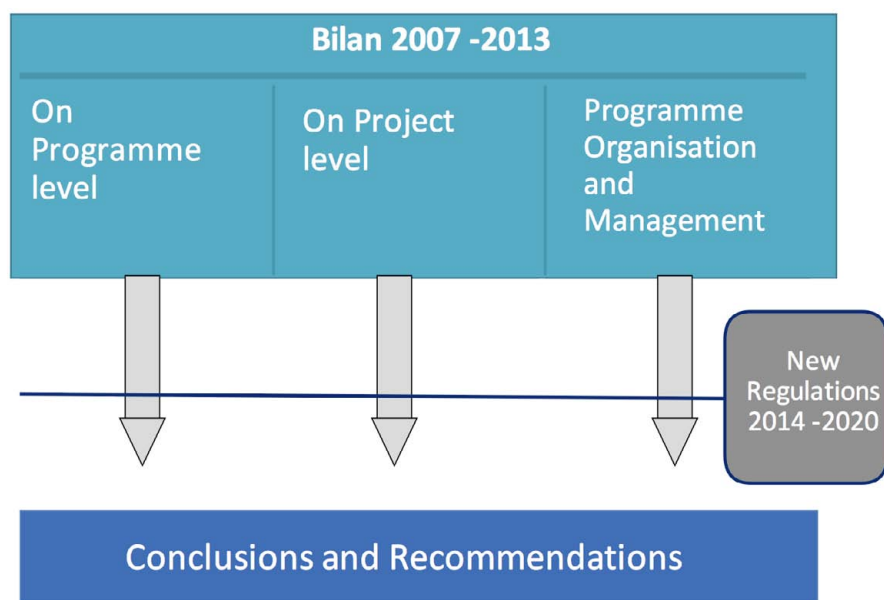 Bilan 2007 -2013
On
Programme
level
On Project
level
Programme
Organisation
and
Management
New
Regulations
2014 -2020
Conclusions and Recommendations